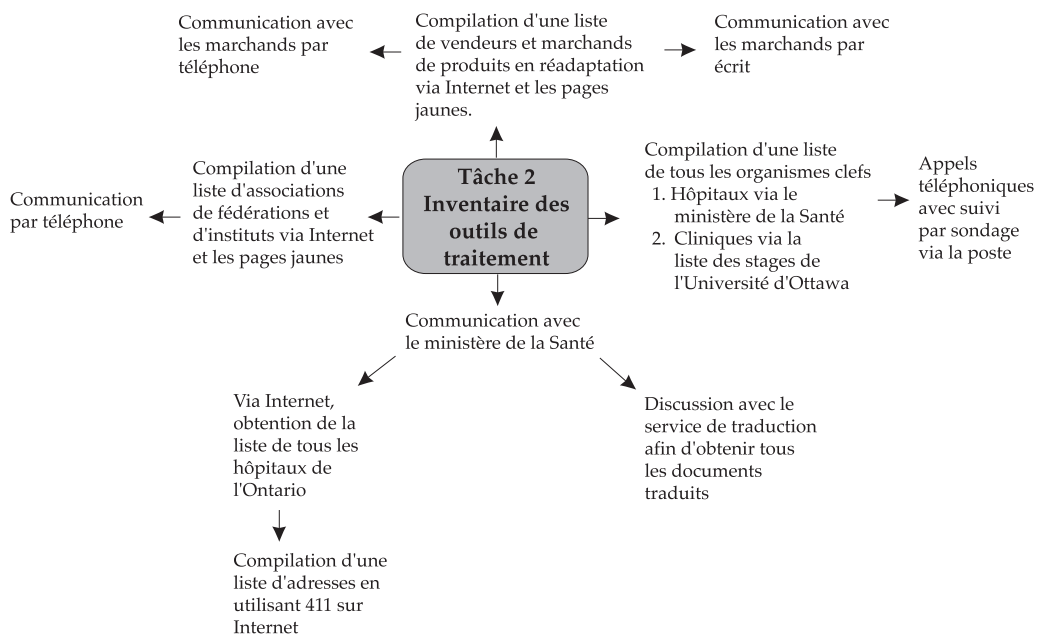 Communication avec
les marchands par
téléphone
Compilation d'une liste
de vendeurs et marchands
de produits en réadaptation
via Internet et les pages
jaunes.
Communication avec
les marchands par
écrit
Communication
par téléphone
Compilation d'une
liste d'associations
de fédérations et
d'instituts via Internet
et les pages jaunes
Tâche 2
Inventaire des
outils de
traitement
Compilation d'une liste
de tous les organismes clefs
1. Hôpitaux via le
ministère de la Santé
2. Cliniques via la
liste des stages de
l'Université d'Ottawa
Appels
téléphoniques
avec suivi
par sondage
via la poste
Communication avec
le ministère de la Santé
Via Internet,
obtention de la
liste de tous les
hôpitaux de
l'Ontario
Discussion avec le
service de traduction
afin d'obtenir tous
les documents
traduits
Compilation d'une
liste d'adresses en
utilisant 411 sur
Internet